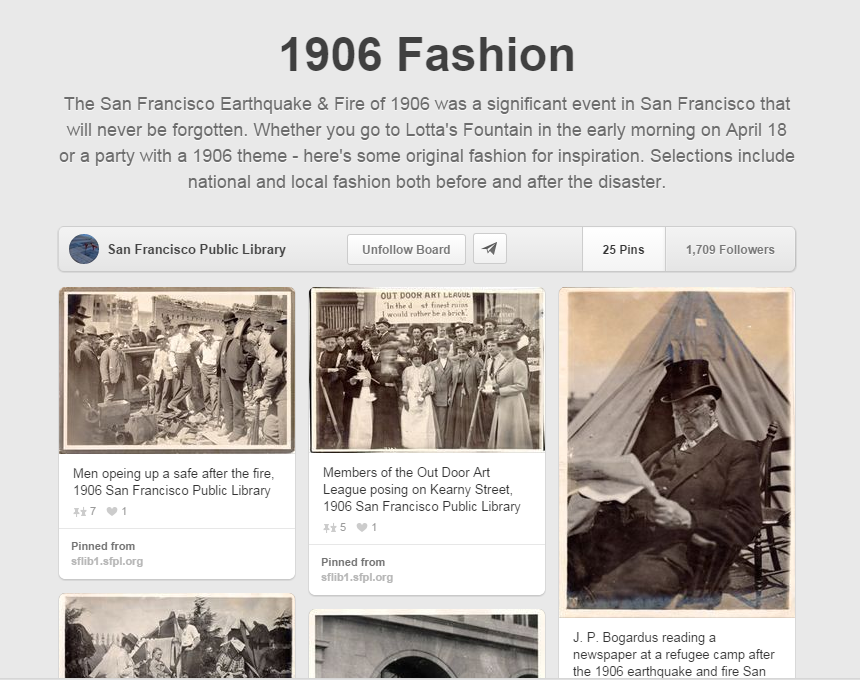 1906 Fashion
The San Francisco Earthquake & Fire of 1906 was a significant event in San Francisco that
will never be forgotten. Whether you go to Lotta's Fountain in the early morning on April 18
or a party with a 1906 theme - here's some original fashion for inspiration. Selections include
national and local fashion both before and after the disaster.
San Francisco Public Library
Unfollow Board
25 Pins
1,709 Followers
OUT DOOR ART LEAGUE
"In the finest ruins
I would rather be a brick".
Men opeing up a safe after the fire,
1906 San Francisco Public Library
7 1
Pinned from
sflib1.sfpl.org
Members of the Out Door Art
League posing on Kearny Street,
1906 San Francisco Public Library
5 1
Pinned from
sflib1.sfpl.org
J. P. Bogardus reading a
newspaper at a refugee camp after
the 1906 earthquake and fire San